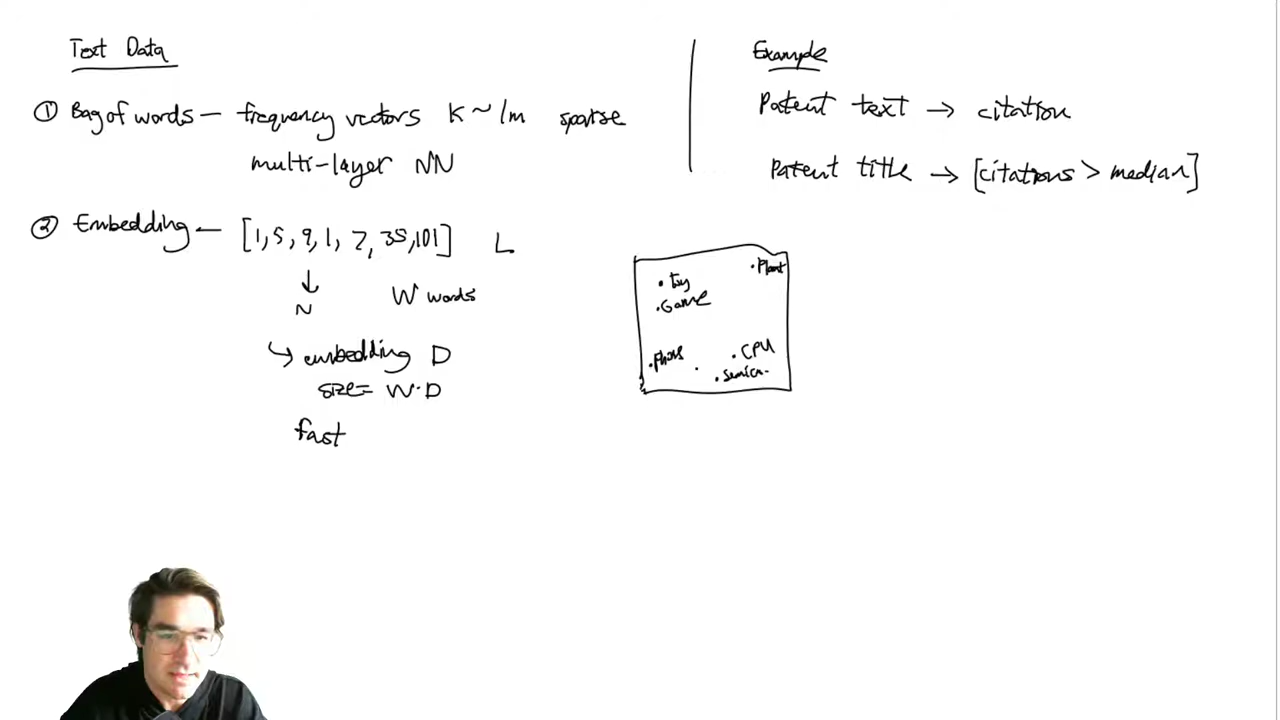 Text Data
① Bag of words — frequency vectors K ~ 1m sparse
multi-layer NN
② Embedding — [1, 5, 9, 1, 7, 35, 101] L
↓
N W words
↳ embedding D
size = W·D
fast
Example
Patent text → citation
Patent title → [citations > median]
• Plant
• Toy
• Game
• Phone
• CPU
• semicn-